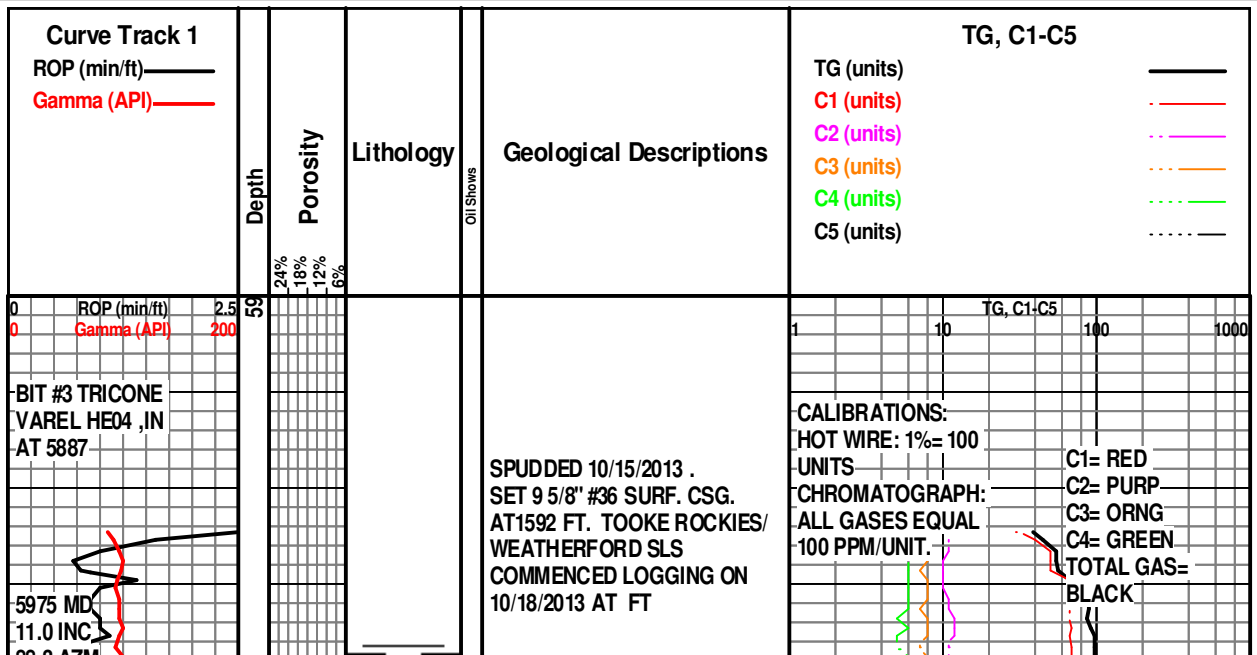 Curve Track 1
ROP (min/ft)
Gamma (API)
Depth
Porosity
24%
18%
12%
6%
Lithology
Oil Shows
Geological Descriptions
TG, C1-C5
TG (units)
C1 (units)
C2 (units)
C3 (units)
C4 (units)
C5 (units)
0 ROP (min/ft) 2.5
0 Gamma (API) 200
59
TG, C1-C5
1 10 100 1000
BIT #3 TRICONE
VAREL HE04 ,IN
AT 5887
5975 MD
11.0 INC
SPUDDED 10/15/2013 .
SET 9 5/8" #36 SURF. CSG.
AT1592 FT. TOOKE ROCKIES/
WEATHERFORD SLS
COMMENCED LOGGING ON
10/18/2013 AT FT
CALIBRATIONS:
HOT WIRE: 1%= 100
UNITS
CHROMATOGRAPH:
ALL GASES EQUAL
100 PPM/UNIT.
C1= RED
C2= PURP
C3= ORNG
C4= GREEN
TOTAL GAS=
BLACK